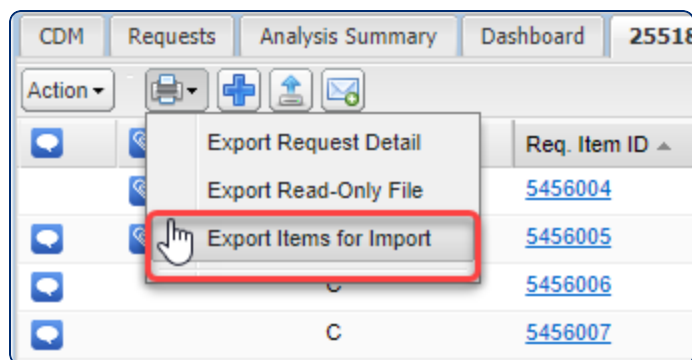 CDM Requests Analysis Summary Dashboard 25518
Action
Export Request Detail Req. Item ID
Export Read-Only File 5456004
Export Items for Import 5456005
5456006
C 5456007